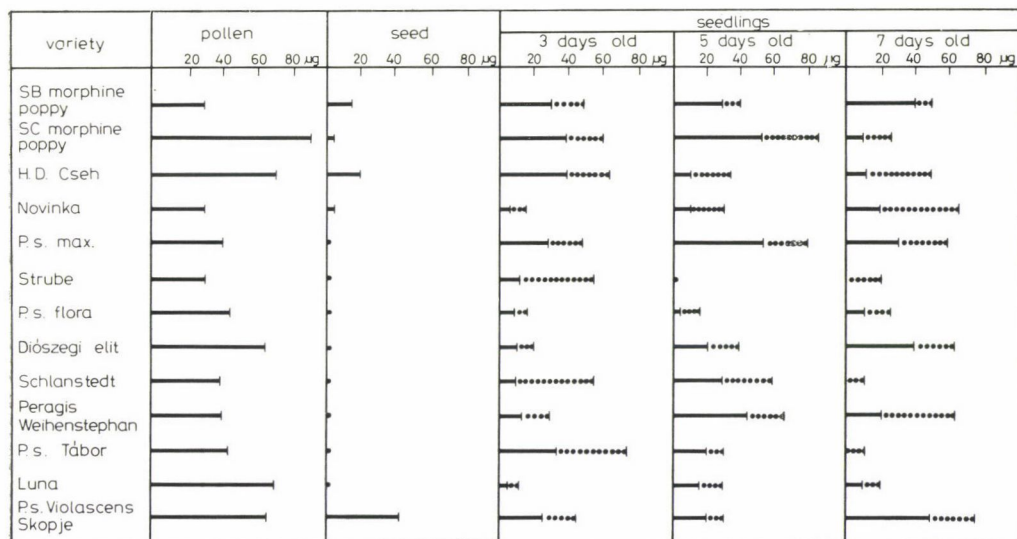 variety pollen seed seedlings
3 days old 5 days old 7 days old
20 40 60 80 µg 20 40 60 80 µg 20 40 60 80 µg 20 40 60 80 µg 20 40 60 80 µg
SB morphine
poppy
SC morphine
poppy
H.D. Cseh
Novinka
P.s. max.
Strube
P.s. flora
Diószegi elit
Schlanstedt
Peragis
Weihenstephan
P.s. Tábor
Luna
P.s. Violascens
Skopje